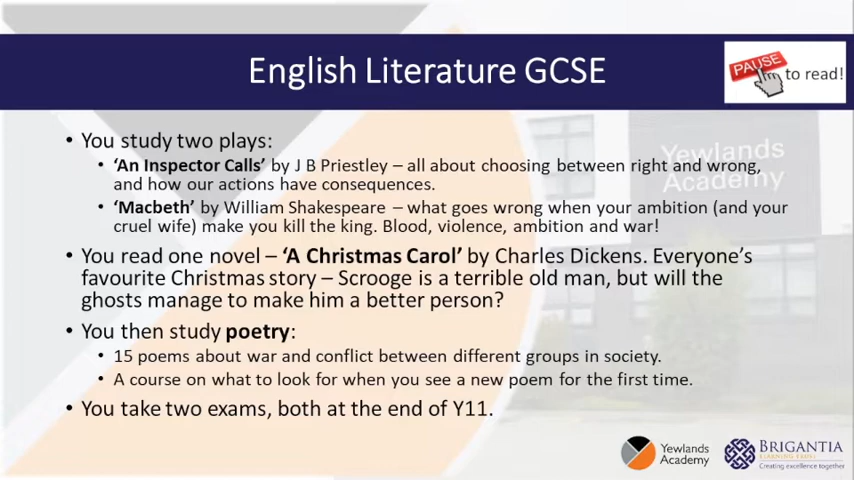 English Literature GCSE
PAUSE
to read!
• You study two plays:
• ‘An Inspector Calls’ by J B Priestley – all about choosing between right and wrong,
and how our actions have consequences.
• ‘Macbeth’ by William Shakespeare – what goes wrong when your ambition (and your
cruel wife) make you kill the king. Blood, violence, ambition and war!
• You read one novel – ‘A Christmas Carol’ by Charles Dickens. Everyone’s
favourite Christmas story – Scrooge is a terrible old man, but will the
ghosts manage to make him a better person?
• You then study poetry:
• 15 poems about war and conflict between different groups in society.
• A course on what to look for when you see a new poem for the first time.
• You take two exams, both at the end of Y11.
Yewlands
Academy
Yewlands
Academy
BRIGANTIA
LEARNING TRUST
Creating excellence together